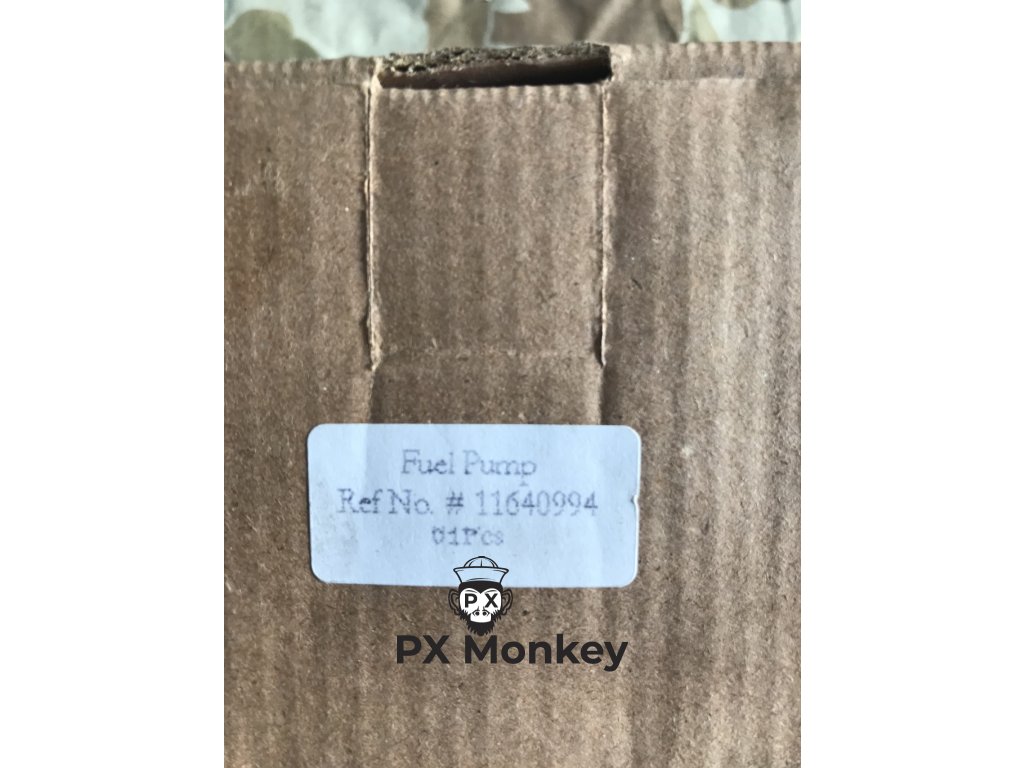 Fuel Pump
Ref No. # 11640994
01Pcs
PX
PX Monkey